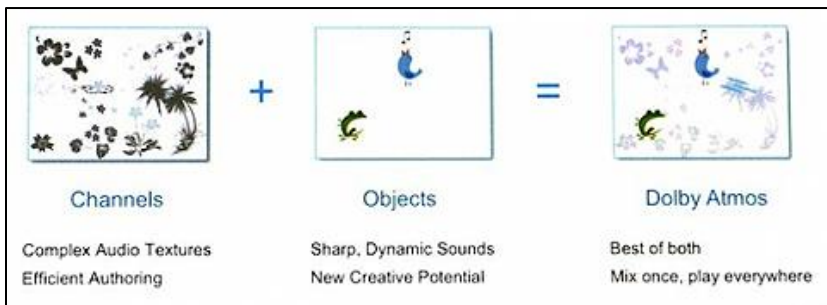 + =
Channels Objects Dolby Atmos
Complex Audio Textures Sharp, Dynamic Sounds Best of both
Efficient Authoring New Creative Potential Mix once, play everywhere